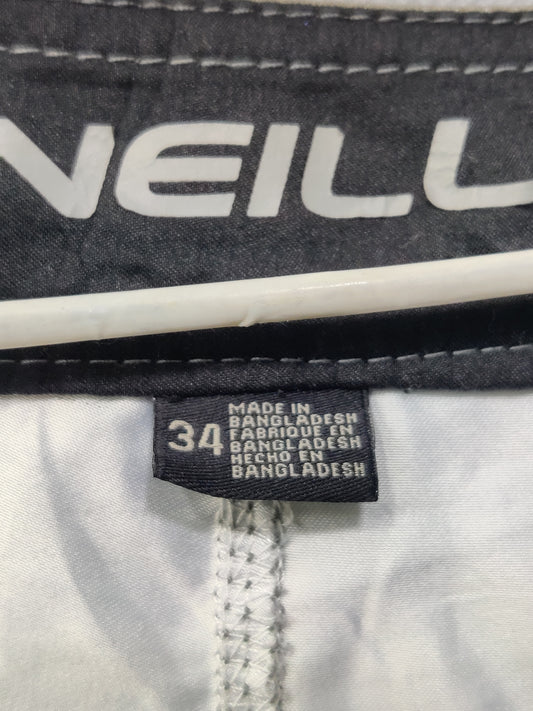 NEILL
34
MADE IN
BANGLADESH
FABRIQUE EN
BANGLADESH
HECHO EN
BANGLADESH